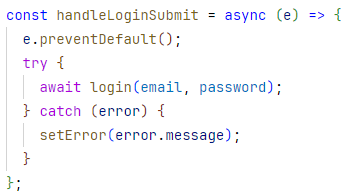 const handleLoginSubmit = async (e) => {
  e.preventDefault();
  try {
    await login(email, password);
  } catch (error) {
    setError(error.message);
  }
};